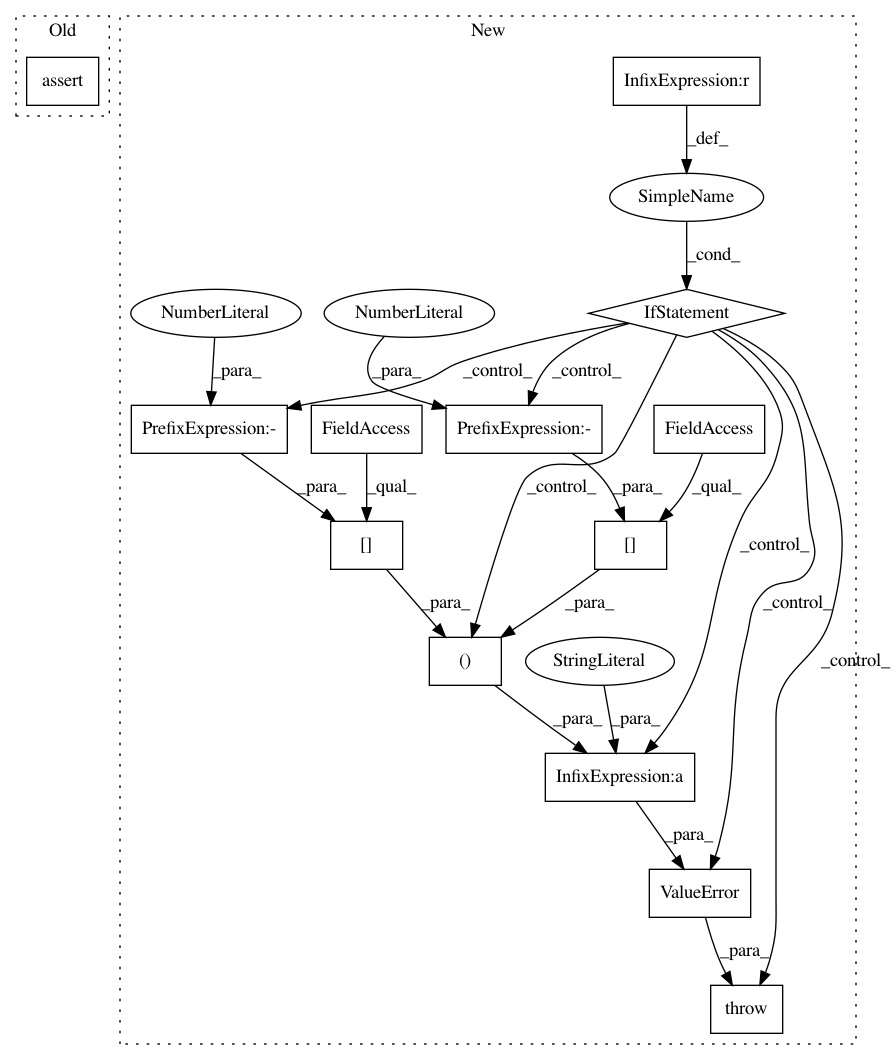 Old
New
assert
InfixExpression:r
_def_
SimpleName
_cond_
NumberLiteral
NumberLiteral
IfStatement
_para_
_para_
_control_
_control_
PrefixExpression:-
FieldAccess
PrefixExpression:-
FieldAccess
_para_
_qual_
_control_
_para_
_qual_
[]
[]
_control_
_para_
_para_
_control_
()
StringLiteral
_control_
_para_
_para_
InfixExpression:a
_para_
ValueError
_para_
throw